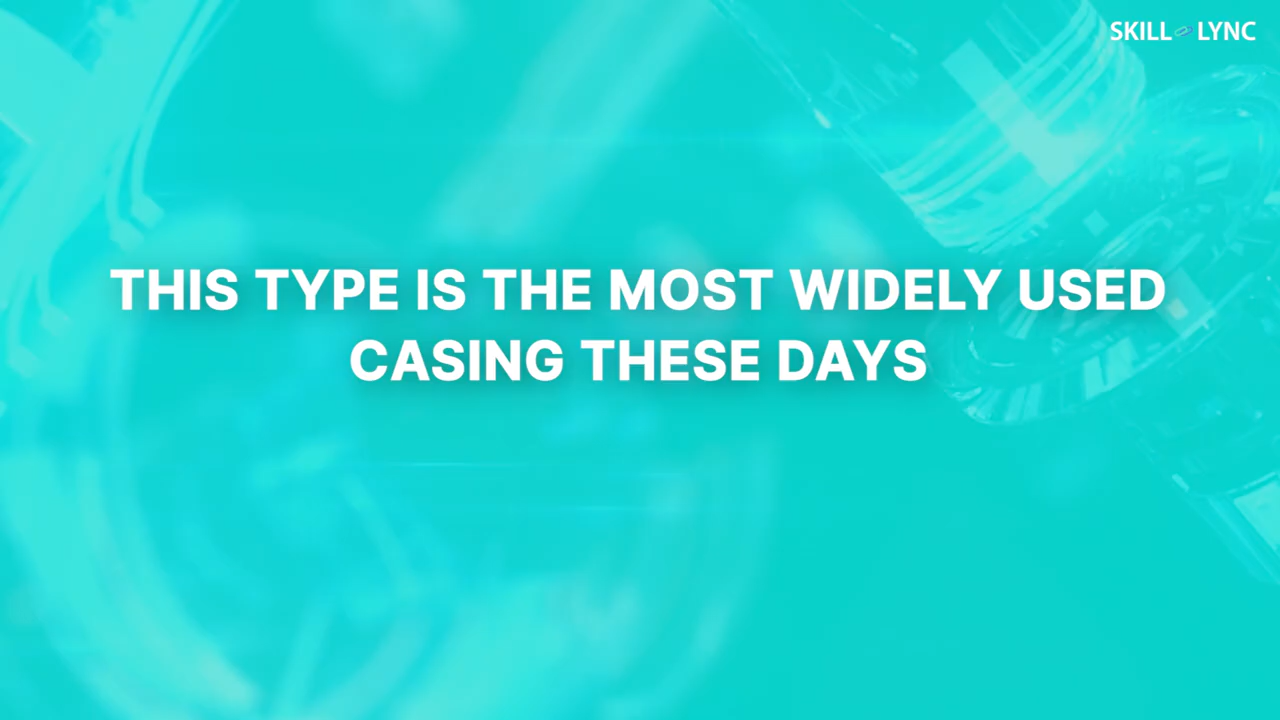 SKILL LYNC
THIS TYPE IS THE MOST WIDELY USED
CASING THESE DAYS